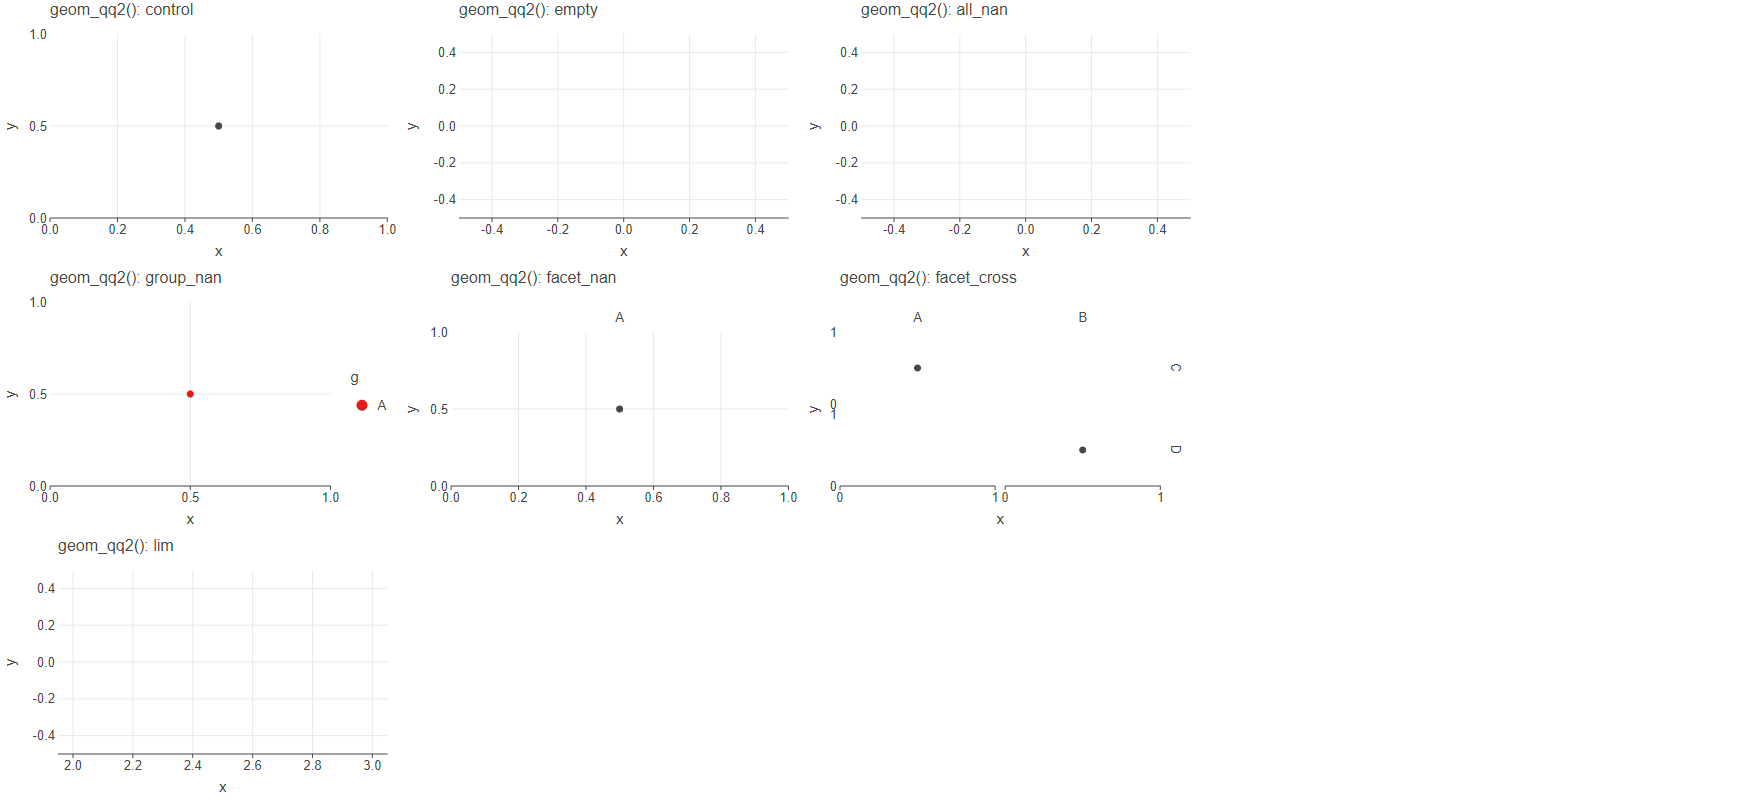 geom_qq2(): control
1.0
y
0.5
0.0
0.0 0.2 0.4 0.6 0.8 1.0
x
geom_qq2(): empty
0.4
0.2
y
0.0
-0.2
-0.4
-0.4 -0.2 0.0 0.2 0.4
x
geom_qq2(): all_nan
0.4
0.2
y
0.0
-0.2
-0.4
-0.4 -0.2 0.0 0.2 0.4
x
geom_qq2(): group_nan
1.0
y
0.5
0.0
0.0 0.5 1.0
x
g
A
geom_qq2(): facet_nan
A
1.0
y
0.5
0.0
0.0 0.2 0.4 0.6 0.8 1.0
x
geom_qq2(): facet_cross
A B
1
C
y
0
1
D
0
0 1 0 1
x
geom_qq2(): lim
0.4
0.2
y
0.0
-0.2
-0.4
2.0 2.2 2.4 2.6 2.8 3.0
x